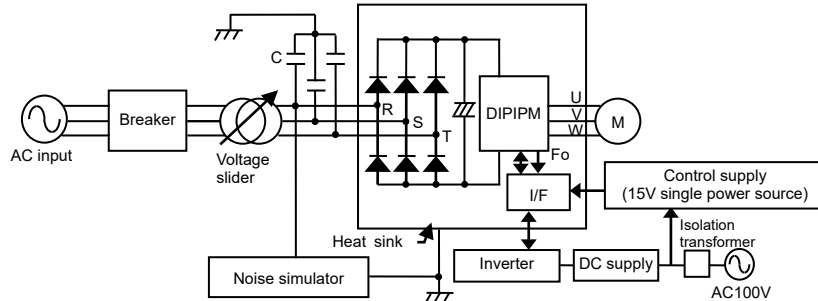 C
R
S
T
DIPIPM
U
V
W
M
Breaker
AC input
Voltage
slider
Fo
I/F
Control supply
(15V single power source)
Heat sink
Isolation
transformer
Noise simulator
Inverter
DC supply
AC100V